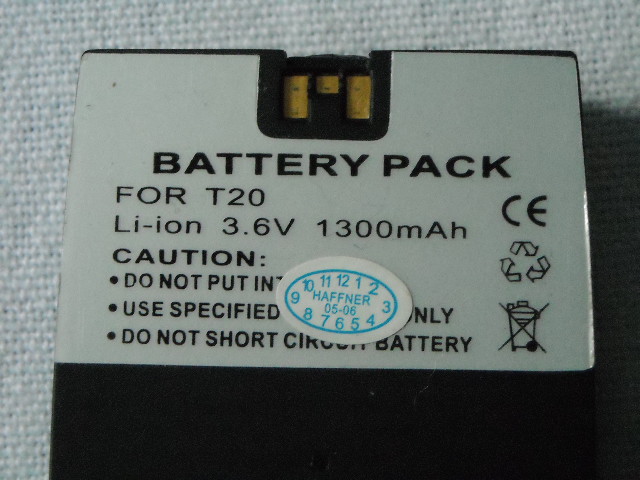 BATTERY PACK
FOR T20
Li-ion 3.6V 1300mAh
CE
CAUTION:
•DO NOT PUT INT
•USE SPECIFIED ONLY
•DO NOT SHORT CIRCUIT BATTERY
10 11 12 1 2
9 HAFFNER 3
05-06
8 7 6 5 4